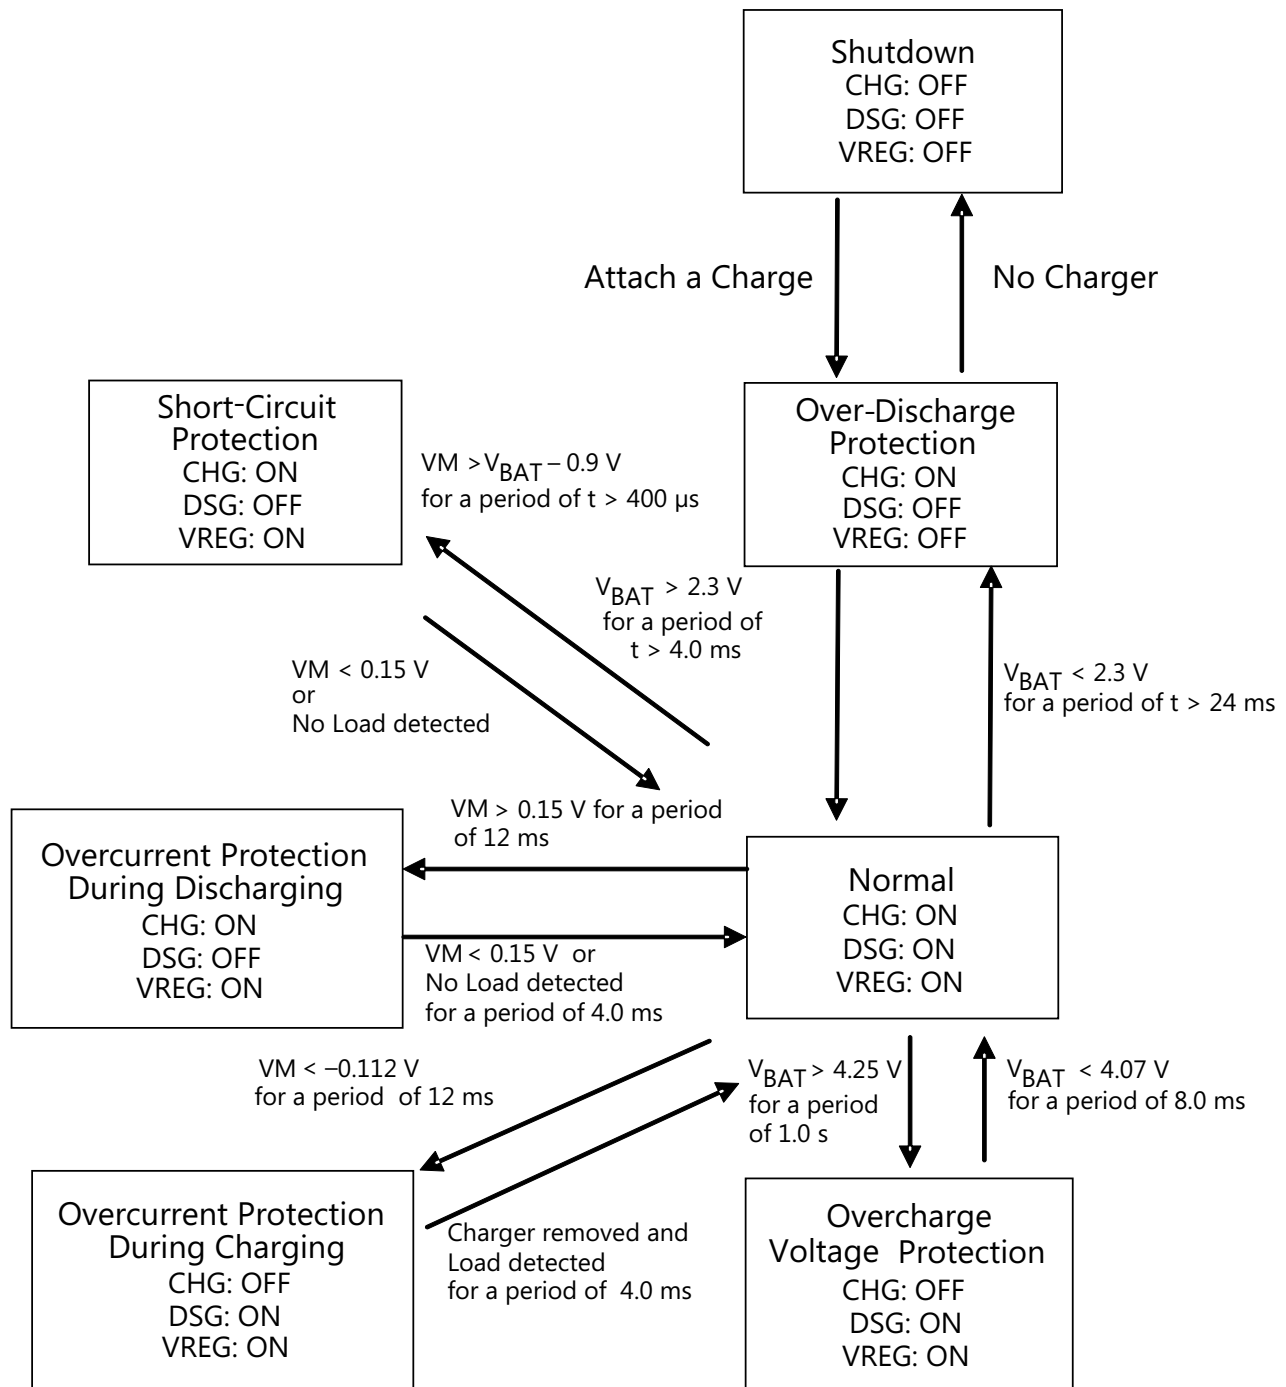 Shutdown
CHG: OFF
DSG: OFF
VREG: OFF
Attach a Charge
No Charger
Short-Circuit
Protection
CHG: ON
DSG: OFF
VREG: ON
VM > VBAT – 0.9 V
for a period of t > 400 μs
Over-Discharge
Protection
CHG: ON
DSG: OFF
VREG: OFF
VBAT > 2.3 V
for a period of
t > 4.0 ms
VM < 0.15 V
or
No Load detected
VBAT < 2.3 V
for a period of t > 24 ms
VM > 0.15 V for a period
of 12 ms
Overcurrent Protection
During Discharging
CHG: ON
DSG: OFF
VREG: ON
Normal
CHG: ON
DSG: ON
VREG: ON
VM < 0.15 V or
No Load detected
for a period of 4.0 ms
VM < –0.112 V
for a period of 12 ms
VBAT > 4.25 V
for a period
of 1.0 s
VBAT < 4.07 V
for a period of 8.0 ms
Overcurrent Protection
During Charging
CHG: OFF
DSG: ON
VREG: ON
Charger removed and
Load detected
for a period of 4.0 ms
Overcharge
Voltage Protection
CHG: OFF
DSG: ON
VREG: ON